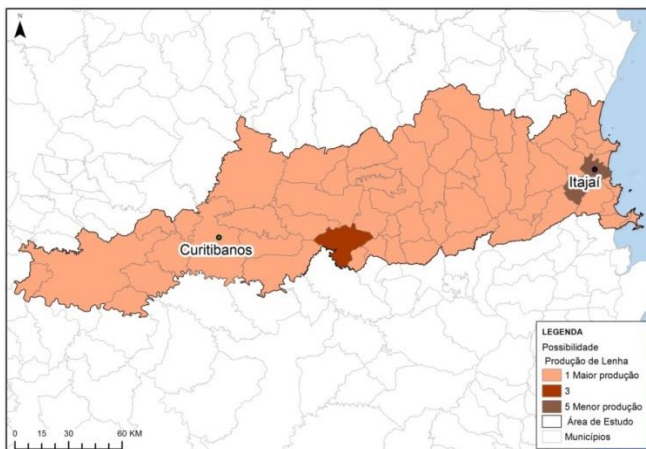 N
Itajaí
Curitibanos
LEGENDA
Possibilidade
Produção de Lenha
1 Maior produção
3
5 Menor produção
Área de Estudo
Municípios
0 15 30 60 KM